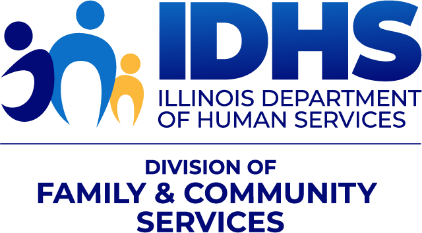 IDHS
ILLINOIS DEPARTMENT
OF HUMAN SERVICES
DIVISION OF
FAMILY & COMMUNITY
SERVICES